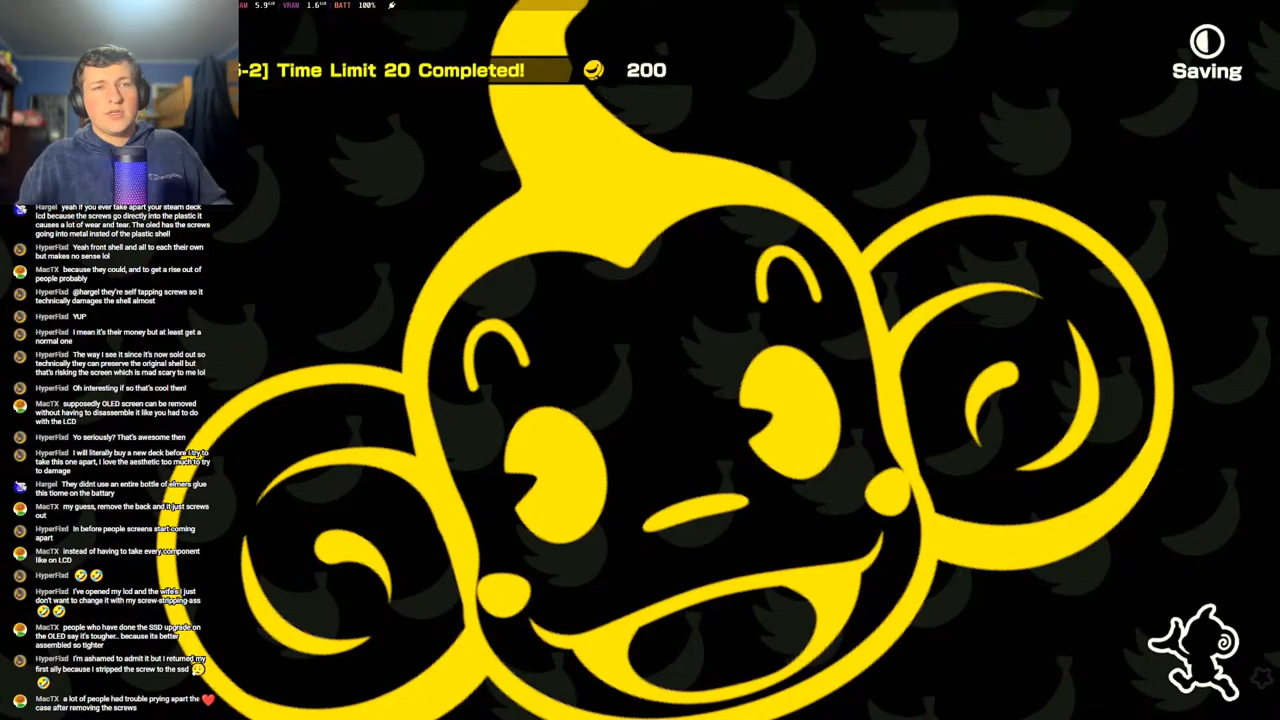 AM 5.9GiB VRAM 1.6GiB BATT 100%
5-2] Time Limit 20 Completed!
200
Saving
Champion
Hargel yeah if you ever take apart your steam deck
lcd because the screws go directly into the plastic it
causes a lot of wear and tear. The oled has the screws
going into metal insted of the plastic shell
HyperFixd Yeah front shell and all to each their own
but makes no sense lol
MacTX because they could, and to get a rise out of
people probably
HyperFixd @hargel they're self tapping screws so it
technically damages the shell almost
HyperFixd YUP
HyperFixd I mean it's their money but at least get a
normal one
HyperFixd The way I see it since it's now sold out so
technically they can preserve the original shell but
that's risking the screen which is mad scary to me lol
HyperFixd Oh interesting if so that's cool then!
MacTX supposedly OLED screen can be removed
without having to disassemble it like you had to do
with the LCD
HyperFixd Yo seriously? That's awesome then
HyperFixd I will literally buy a new deck before i try to
take this one apart, I love the aesthetic too much to try
to damage
Hargel They didnt use an entire bottle of elmers glue
this tiome on the battary
MacTX my guess, remove the back and it just screws
out
HyperFixd In before people screens start coming
apart
MacTX instead of having to take every component
like on LCD
HyperFixd 🤣 🤣
HyperFixd I've opened my lcd and the wife's I just
don't want to change it with my screw-stripping-ass
🤣 🤣
MacTX people who have done the SSD upgrade on
the OLED say it's tougher.. because its better
assembled so tighter
HyperFixd I'm ashamed to admit it but I returned my
first ally because I stripped the screw to the ssd 🥲
🤣
MacTX a lot of people had trouble prying apart the ❤️
case after removing the screws